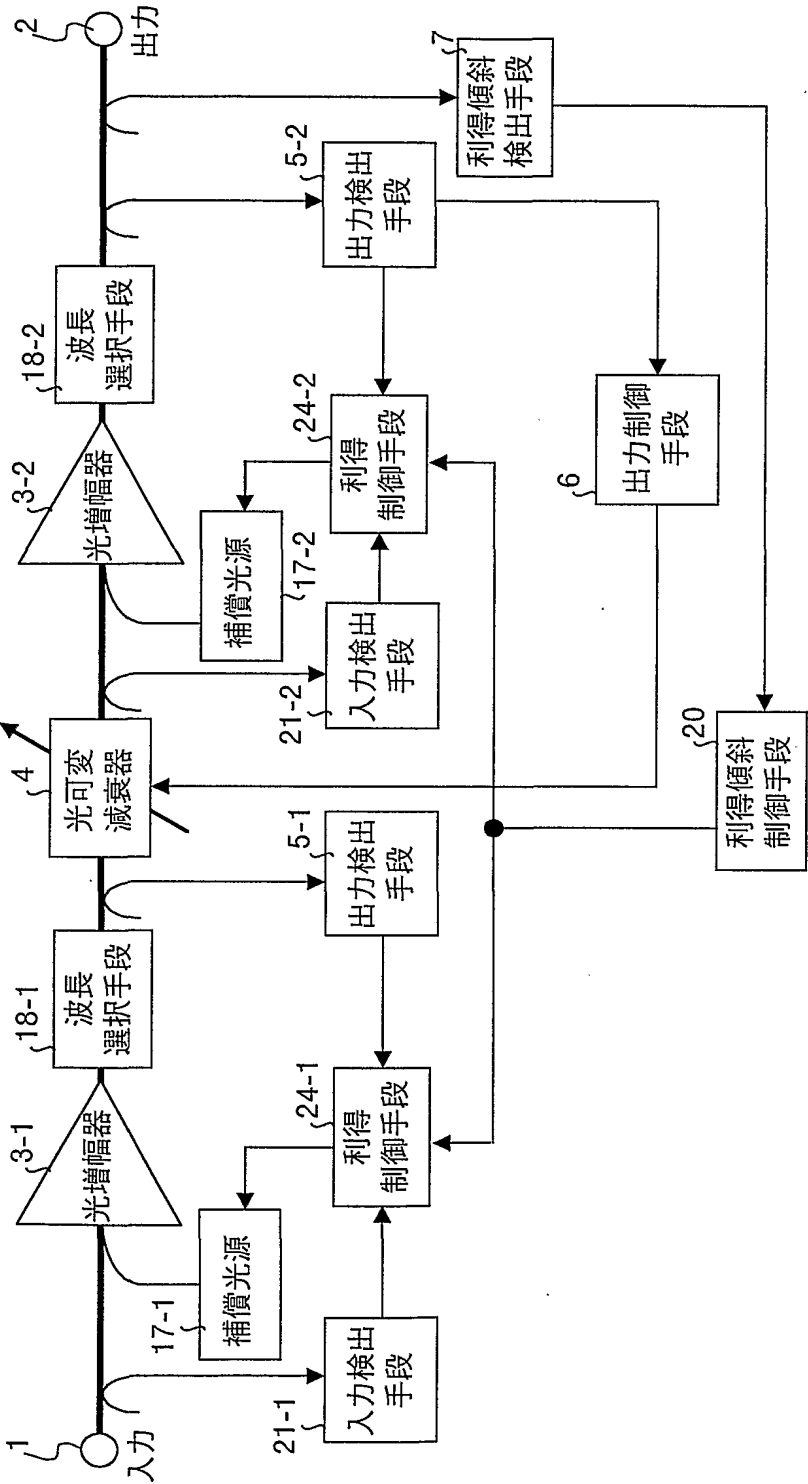 1
入力
3-1
光増幅器
18-1
波長
選択手段
4
光可変
減衰器
3-2
光増幅器
18-2
波長
選択手段
2
出力
17-1
補償光源
21-1
入力検出
手段
24-1
利得
制御手段
5-1
出力検出
手段
17-2
補償光源
21-2
入力検出
手段
24-2
利得
制御手段
5-2
出力検出
手段
7
利得傾斜
検出手段
6
出力制御
手段
20
利得傾斜
制御手段